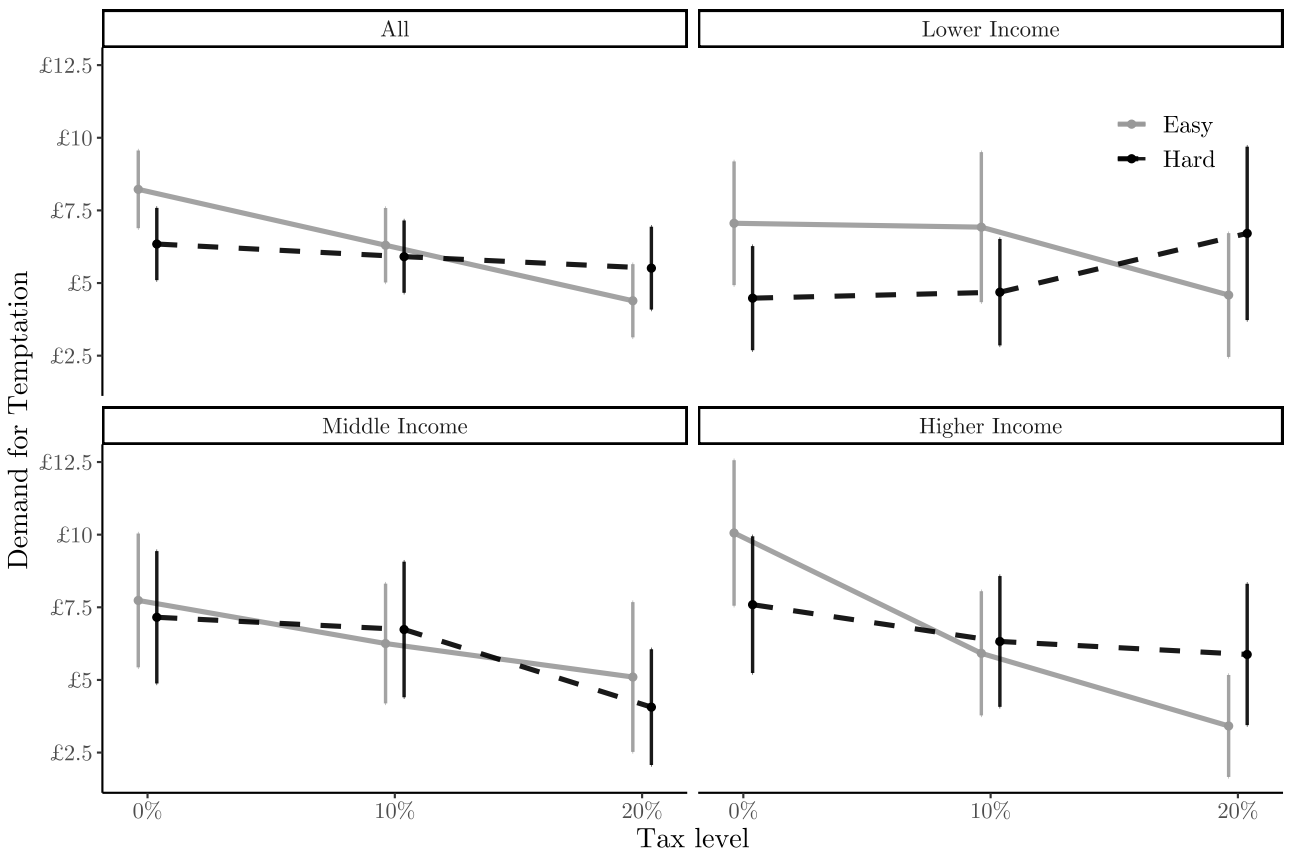 All
Lower Income
£12.5
£10
£7.5
£5
£2.5
Easy
Hard
Demand for Temptation
Middle Income
Higher Income
£12.5
£10
£7.5
£5
£2.5
0%
10%
20%
0%
10%
20%
Tax level